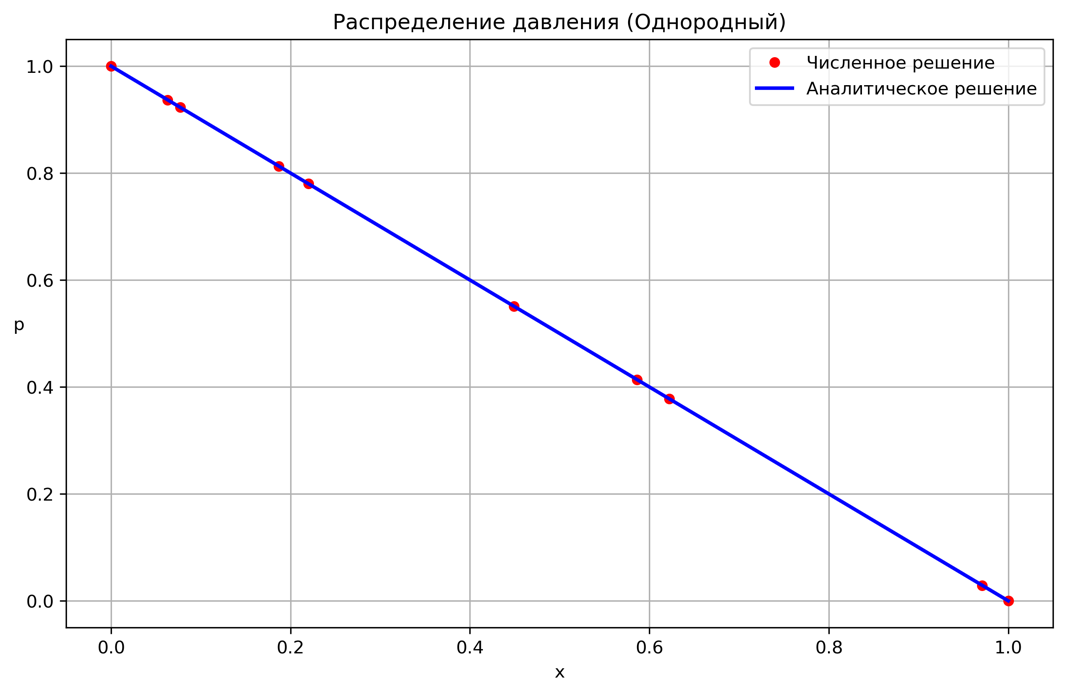 Распределение давления (Однородный)
Численное решение
Аналитическое решение
1.0
0.8
0.6
0.4
0.2
0.0
p
0.0 0.2 0.4 0.6 0.8 1.0
x